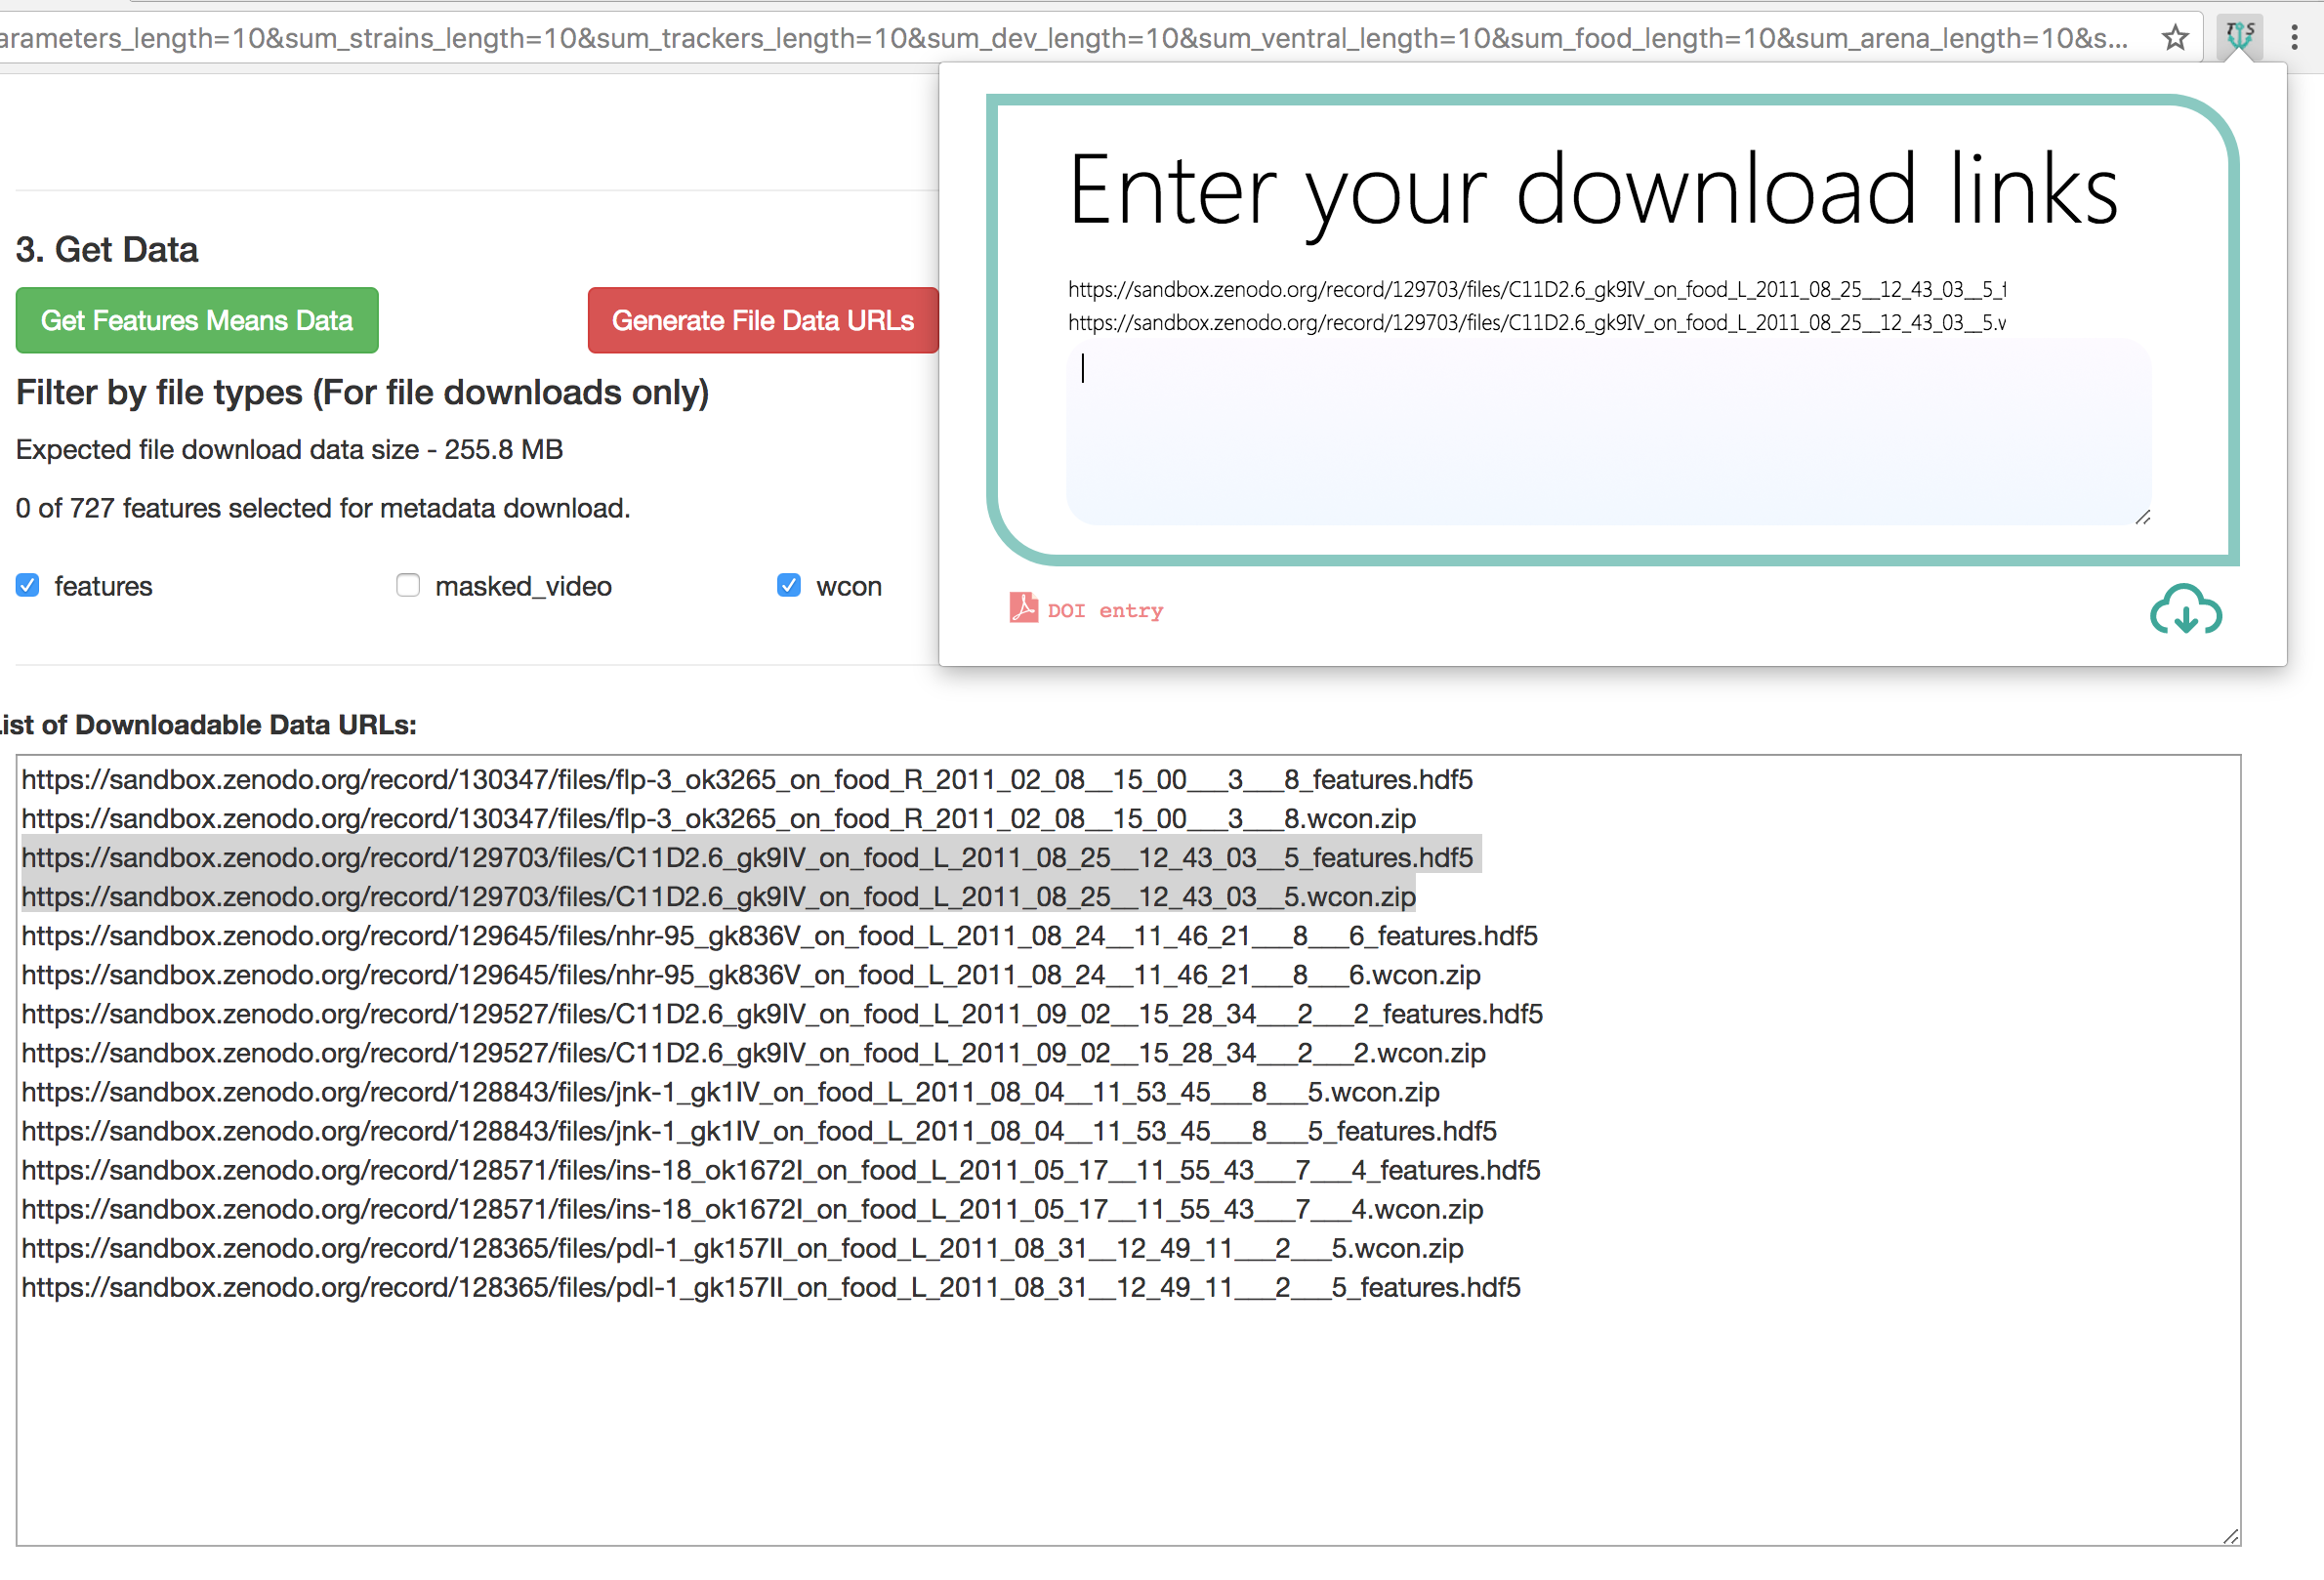 arameters_length=10&sum_strains_length=10&sum_trackers_length=10&sum_dev_length=10&sum_ventral_length=10&sum_food_length=10&sum_arena_length=10&s...
T S
Enter your download links
https://sandbox.zenodo.org/record/129703/files/C11D2.6_gk9IV_on_food_L_2011_08_25__12_43_03__5_f
https://sandbox.zenodo.org/record/129703/files/C11D2.6_gk9IV_on_food_L_2011_08_25__12_43_03__5.v
DOI entry
3. Get Data
Get Features Means Data
Generate File Data URLs
Filter by file types (For file downloads only)
Expected file download data size - 255.8 MB
0 of 727 features selected for metadata download.
features
masked_video
wcon
List of Downloadable Data URLs:
https://sandbox.zenodo.org/record/130347/files/flp-3_ok3265_on_food_R_2011_02_08__15_00___3___8_features.hdf5
https://sandbox.zenodo.org/record/130347/files/flp-3_ok3265_on_food_R_2011_02_08__15_00___3___8.wcon.zip
https://sandbox.zenodo.org/record/129703/files/C11D2.6_gk9IV_on_food_L_2011_08_25__12_43_03__5_features.hdf5
https://sandbox.zenodo.org/record/129703/files/C11D2.6_gk9IV_on_food_L_2011_08_25__12_43_03__5.wcon.zip
https://sandbox.zenodo.org/record/129645/files/nhr-95_gk836V_on_food_L_2011_08_24__11_46_21___8___6_features.hdf5
https://sandbox.zenodo.org/record/129645/files/nhr-95_gk836V_on_food_L_2011_08_24__11_46_21___8___6.wcon.zip
https://sandbox.zenodo.org/record/129527/files/C11D2.6_gk9IV_on_food_L_2011_09_02__15_28_34___2___2_features.hdf5
https://sandbox.zenodo.org/record/129527/files/C11D2.6_gk9IV_on_food_L_2011_09_02__15_28_34___2___2.wcon.zip
https://sandbox.zenodo.org/record/128843/files/jnk-1_gk1IV_on_food_L_2011_08_04__11_53_45___8___5.wcon.zip
https://sandbox.zenodo.org/record/128843/files/jnk-1_gk1IV_on_food_L_2011_08_04__11_53_45___8___5_features.hdf5
https://sandbox.zenodo.org/record/128571/files/ins-18_ok1672I_on_food_L_2011_05_17__11_55_43___7___4_features.hdf5
https://sandbox.zenodo.org/record/128571/files/ins-18_ok1672I_on_food_L_2011_05_17__11_55_43___7___4.wcon.zip
https://sandbox.zenodo.org/record/128365/files/pdl-1_gk157II_on_food_L_2011_08_31__12_49_11___2___5.wcon.zip
https://sandbox.zenodo.org/record/128365/files/pdl-1_gk157II_on_food_L_2011_08_31__12_49_11___2___5_features.hdf5